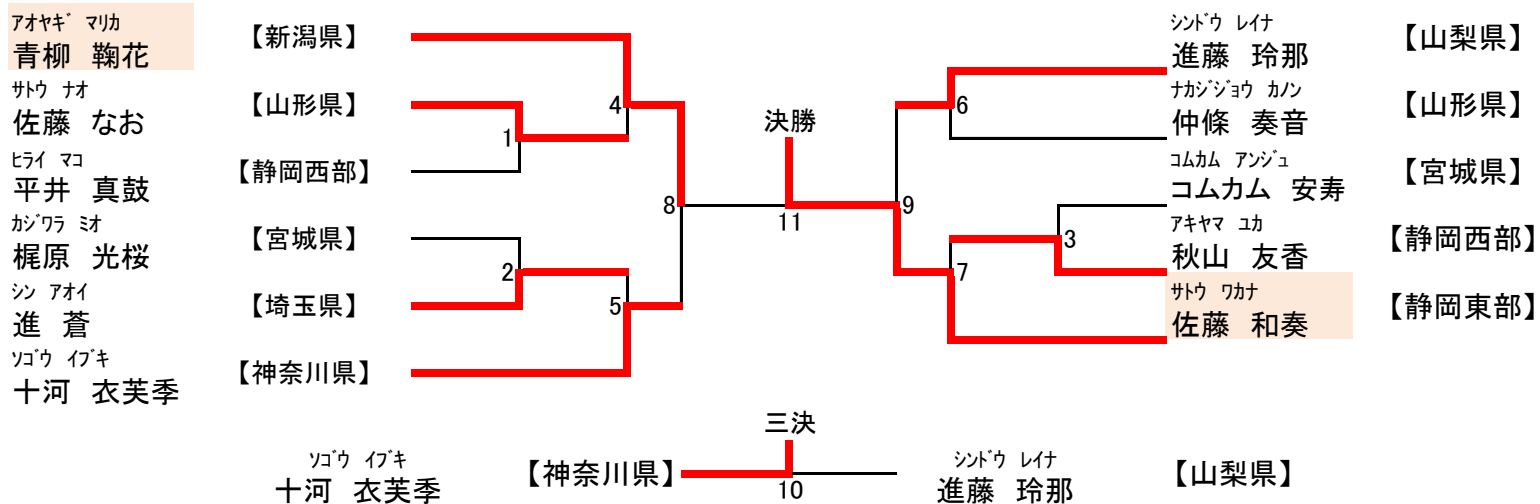 ｱｵﾔｷﾞ ﾏﾘｶ
青柳 鞠花
【新潟県】
ｻﾄｳ ﾅｵ
佐藤 なお
【山形県】
ﾋﾗｲ ﾏｺ
平井 真鼓
【静岡西部】
ｶｼﾞﾜﾗ ﾐｵ
梶原 光桜
【宮城県】
ｼﾝ ｱｵｲ
進 蒼
【埼玉県】
ｿｺﾞｳ ｲﾌﾞｷ
十河 衣芙季
【神奈川県】
1
2
4
5
8
決勝
11
9
6
7
3
ｼﾝﾄﾞｳ ﾚｲﾅ
進藤 玲那
【山梨県】
ﾅｶｼﾞｼﾞｮｳ ｶﾉﾝ
仲條 奏音
【山形県】
ｺﾑｶﾑ ｱﾝｼﾞｭ
コムカム 安寿
【宮城県】
ｱｷﾔﾏ ﾕｶ
秋山 友香
【静岡西部】
ｻﾄｳ ﾜｶﾅ
佐藤 和奏
【静岡東部】
三決
ｿｺﾞｳ ｲﾌﾞｷ
十河 衣芙季
【神奈川県】
10
ｼﾝﾄﾞｳ ﾚｲﾅ
進藤 玲那
【山梨県】